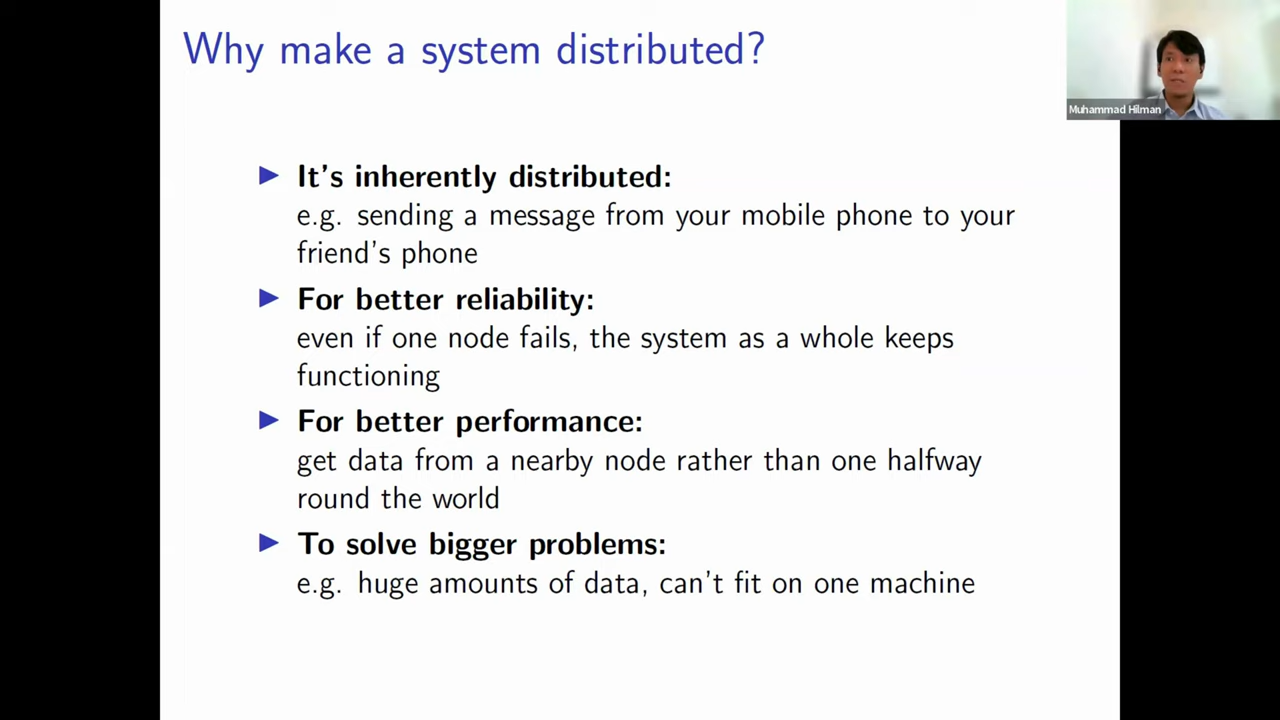 Why make a system distributed?
Muhammad Hilman
It's inherently distributed:
e.g. sending a message from your mobile phone to your
friend's phone
For better reliability:
even if one node fails, the system as a whole keeps
functioning
For better performance:
get data from a nearby node rather than one halfway
round the world
To solve bigger problems:
e.g. huge amounts of data, can't fit on one machine